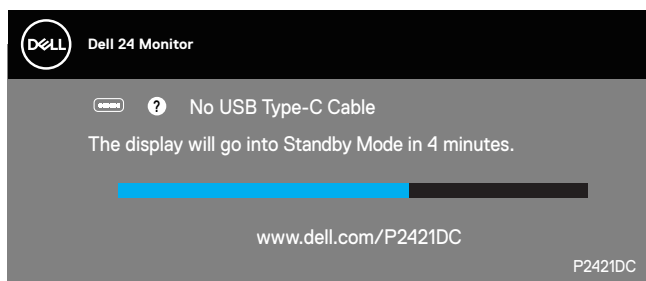 DELL
Dell 24 Monitor
? No USB Type-C Cable
The display will go into Standby Mode in 4 minutes.
www.dell.com/P2421DC
P2421DC